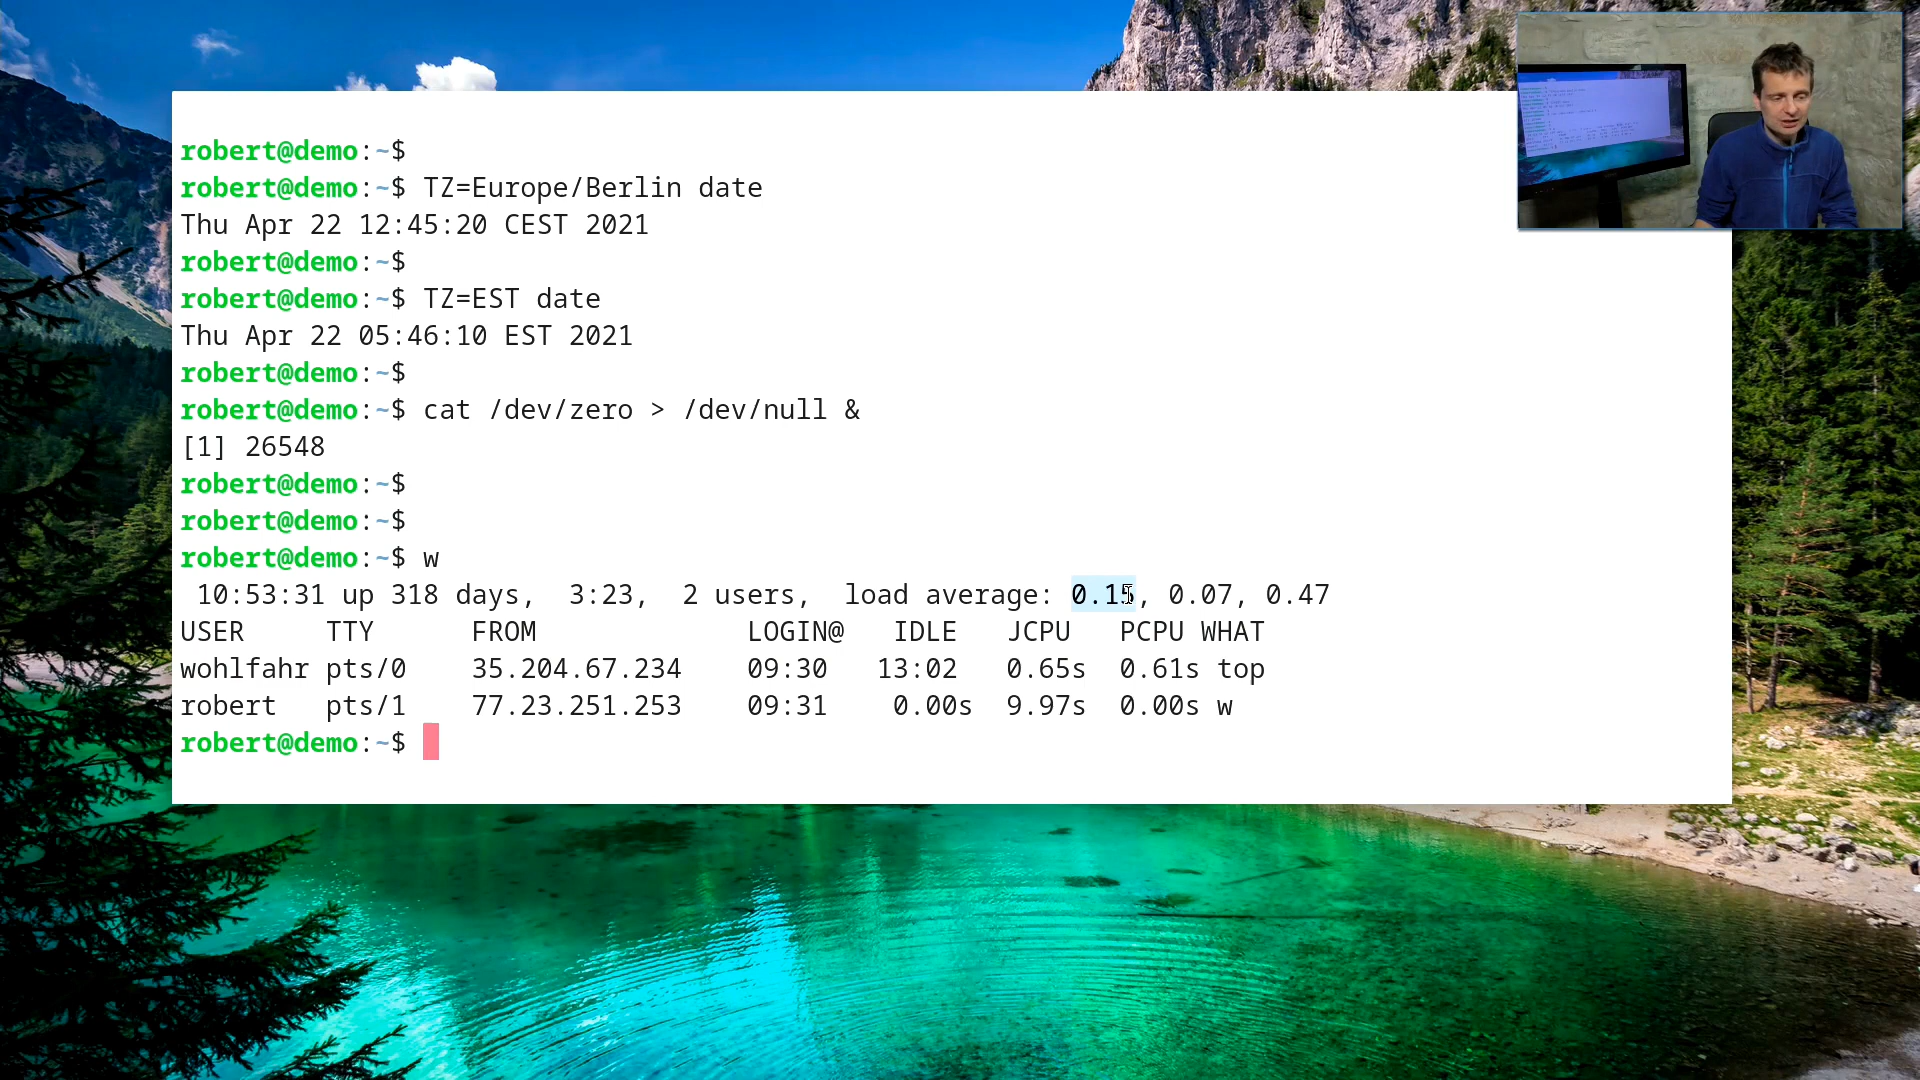 robert@demo:~$
robert@demo:~$ TZ=Europe/Berlin date
Thu Apr 22 12:45:20 CEST 2021
robert@demo:~$
robert@demo:~$ TZ=EST date
Thu Apr 22 05:46:10 EST 2021
robert@demo:~$
robert@demo:~$ cat /dev/zero > /dev/null &
[1] 26548
robert@demo:~$
robert@demo:~$
robert@demo:~$ w
 10:53:31 up 318 days,  3:23,  2 users,  load average: 0.15, 0.07, 0.47
USER     TTY      FROM             LOGIN@   IDLE   JCPU   PCPU WHAT
wohlfahr pts/0    35.204.67.234    09:30   13:02   0.65s  0.61s top
robert   pts/1    77.23.251.253    09:31    0.00s  9.97s  0.00s w
robert@demo:~$